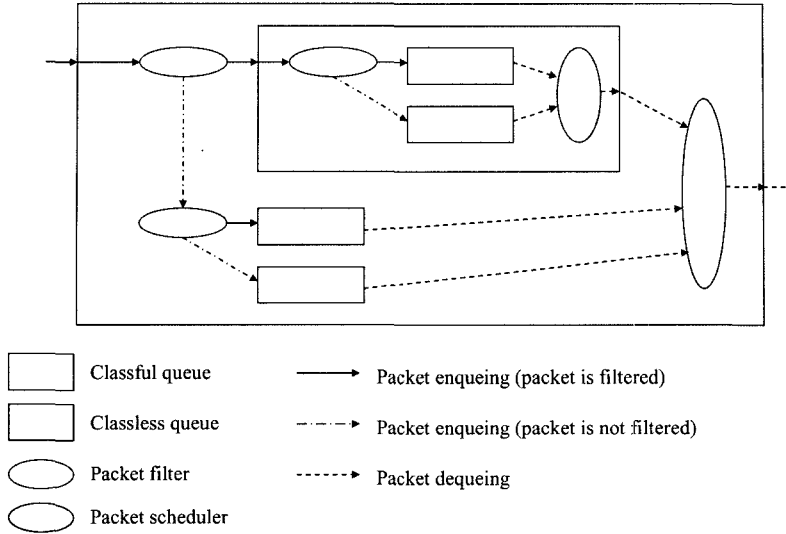 Classful queue
Classless queue
Packet filter
Packet scheduler
Packet enqueing (packet is filtered)
Packet enqueing (packet is not filtered)
Packet dequeing